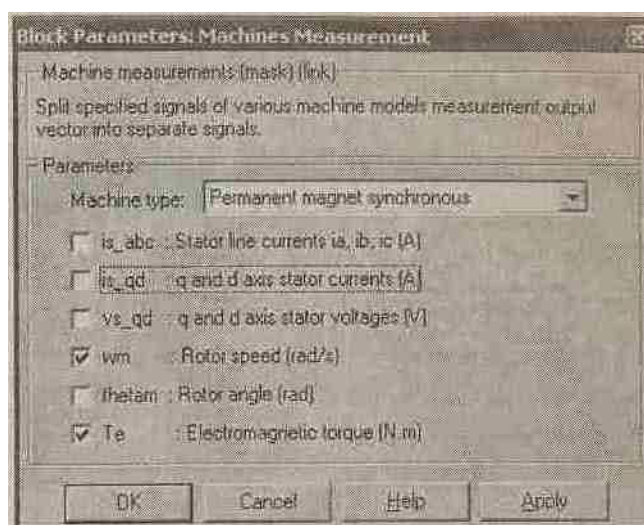 Block Parameters: Machines Measurement
Machine measurements (mask) (link)
Split specified signals of various machine models measurement output
vector into separate signals.
Parameters
Machine type: Permanent magnet synchronous
is_abc : Stator line currents ia, ib, ic (A)
is_qd : q and d axis stator currents (A)
vs_qd : q and d axis stator voltages (V)
wm : Rotor speed (rad/s)
thetam : Rotor angle (rad)
Te : Electromagnetic torque (N.m)
OK Cancel Help Apply